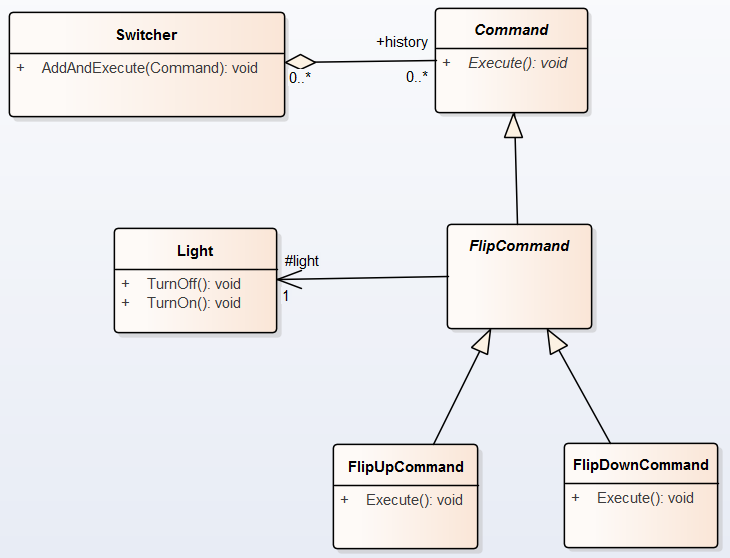 Switcher
+ AddAndExecute(Command): void
0..*
+history
0..*
Command
+ Execute(): void
Light
+ TurnOff(): void
+ TurnOn(): void
#light
1
FlipCommand
FlipUpCommand
+ Execute(): void
FlipDownCommand
+ Execute(): void